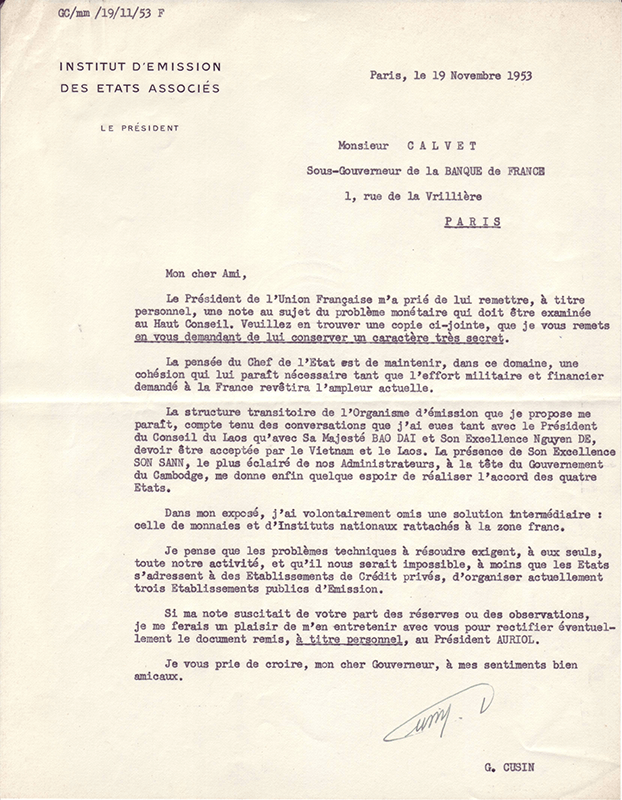 GC/mm /19/11/53 F
INSTITUT D'EMISSION
DES ETATS ASSOCIÉS
LE PRÉSIDENT
Paris, le 19 Novembre 1953
Monsieur C A L V E T
Sous-Gouverneur de la BANQUE de FRANCE
1, rue de la Vrillière
P A R I S
Mon cher Ami,
Le Président de l'Union Française m'a prié de lui remettre, à titre
personnel, une note au sujet du problème monétaire qui doit être examinée
au Haut Conseil. Veuillez en trouver une copie ci-jointe, que je vous remets
en vous demandant de lui conserver un caractère très secret.
La pensée du Chef de l'Etat est de maintenir, dans ce domaine, une
cohésion qui lui paraît nécessaire tant que l'effort militaire et financier
demandé à la France revêtira l'ampleur actuelle.
La structure transitoire de l'Organisme d'émission que je propose me
paraît, compte tenu des conversations que j'ai eues tant avec le Président
du Conseil du Laos qu'avec Sa Majesté BAO DAI et Son Excellence Nguyen DE,
devoir être acceptée par le Vietnam et le Laos. La présence de Son Excellence
SON SANN, le plus éclairé de nos Administrateurs, à la tête du Gouvernement
du Cambodge, me donne enfin quelque espoir de réaliser l'accord des quatre
Etats.
Dans mon exposé, j'ai volontairement omis une solution intermédiaire :
celle de monnaies et d'Instituts nationaux rattachés à la zone franc.
Je pense que les problèmes techniques à résoudre exigent, à eux seuls,
toute notre activité, et qu'il nous serait impossible, à moins que les Etats
s'adressent à des Etablissements de Crédit privés, d'organiser actuellement
trois Etablissements publics d'Emission.
Si ma note suscitait de votre part des réserves ou des observations,
je me ferais un plaisir de m'en entretenir avec vous pour rectifier éventuel-
lement le document remis, à titre personnel, au Président AURIOL.
Je vous prie de croire, mon cher Gouverneur, à mes sentiments bien
amicaux.
G. CUSIN